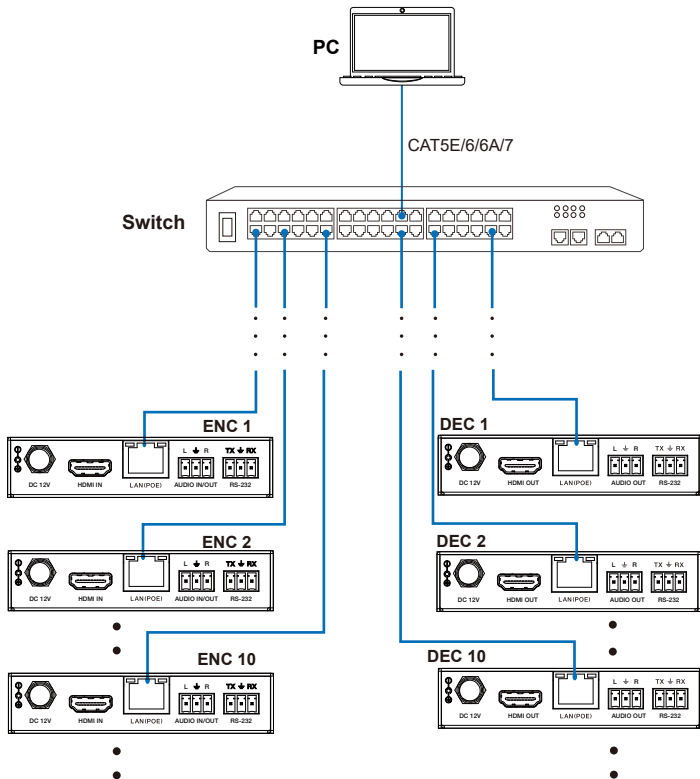 PC
CAT5E/6/6A/7
Switch
ENC 1
L R TX RX
DC 12V HDMI IN LAN(POE) AUDIO IN/OUT RS-232
DEC 1
L R TX RX
DC 12V HDMI OUT LAN(POE) AUDIO OUT RS-232
ENC 2
L R TX RX
DC 12V HDMI IN LAN(POE) AUDIO IN/OUT RS-232
DEC 2
L R TX RX
DC 12V HDMI OUT LAN(POE) AUDIO OUT RS-232
ENC 10
L R TX RX
DC 12V HDMI IN LAN(POE) AUDIO IN/OUT RS-232
DEC 10
L R TX RX
DC 12V HDMI OUT LAN(POE) AUDIO OUT RS-232